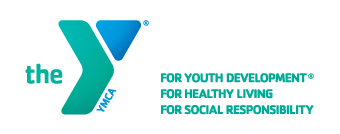 the
YMCA
®
FOR YOUTH DEVELOPMENT®
FOR HEALTHY LIVING
FOR SOCIAL RESPONSIBILITY